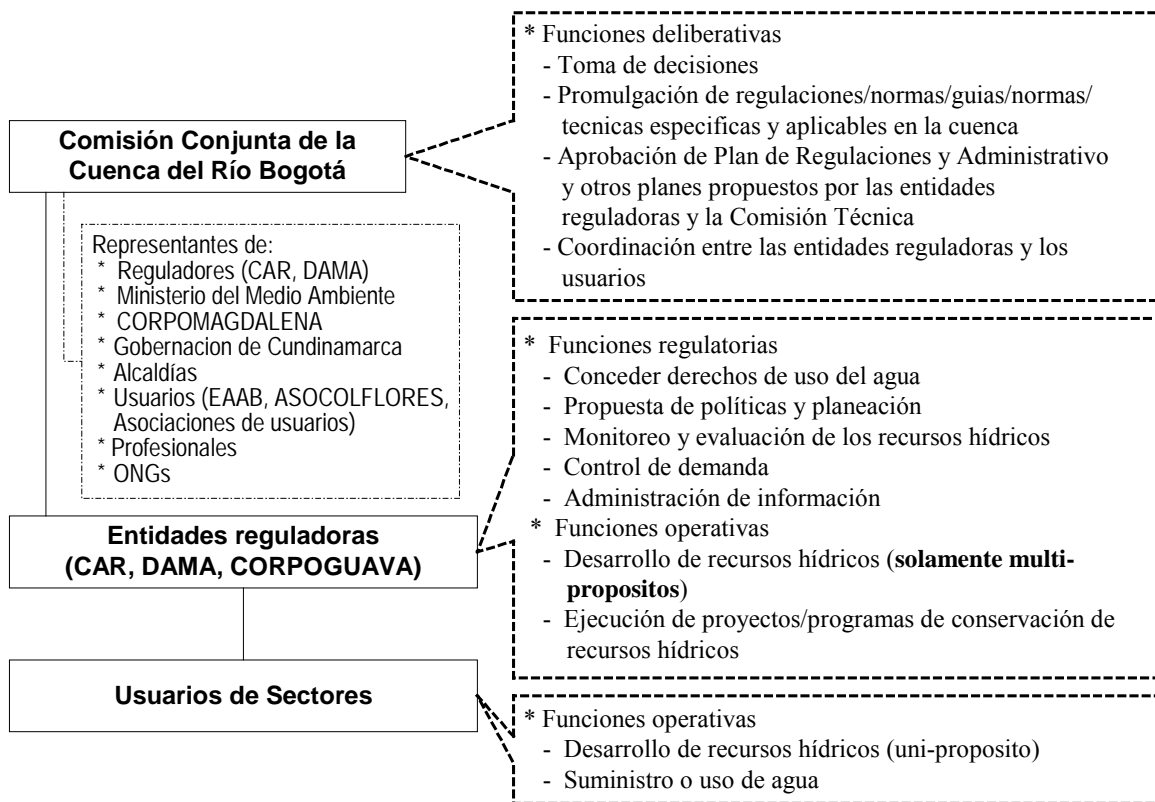 Comisión Conjunta de la
Cuenca del Río Bogotá
* Funciones deliberativas
- Toma de decisiones
- Promulgación de regulaciones/normas/guias/normas/
tecnicas especificas y aplicables en la cuenca
- Aprobación de Plan de Regulaciones y Administrativo
y otros planes propuestos por las entidades
reguladoras y la Comisión Técnica
- Coordinación entre las entidades reguladoras y los
usuarios
Representantes de:
* Reguladores (CAR, DAMA)
* Ministerio del Medio Ambiente
* CORPOMAGDALENA
* Gobernacion de Cundinamarca
* Alcaldías
* Usuarios (EAAB, ASOCOLFLORES,
Asociaciones de usuarios)
* Profesionales
* ONGs
Entidades reguladoras
(CAR, DAMA, CORPOGUAVA)
* Funciones regulatorias
- Conceder derechos de uso del agua
- Propuesta de políticas y planeación
- Monitoreo y evaluación de los recursos hídricos
- Control de demanda
- Administración de información
* Funciones operativas
- Desarrollo de recursos hídricos (solamente multi-
propositos)
- Ejecución de proyectos/programas de conservación de
recursos hídricos
Usuarios de Sectores
* Funciones operativas
- Desarrollo de recursos hídricos (uni-proposito)
- Suministro o uso de agua